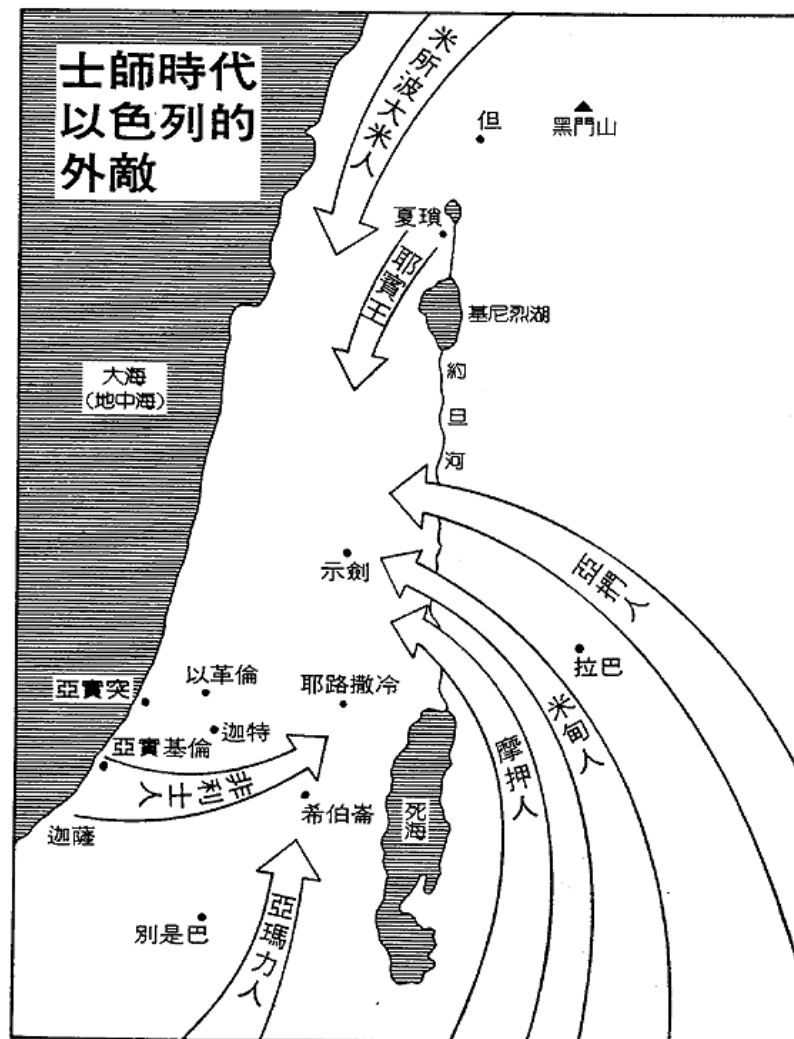 士師時代
以色列的
外敵
米所波大米人
但
黑門山
夏瑣
耶賓王
基尼烈湖
大海
(地中海)
約旦河
亞捫人
示劍
拉巴
以革倫
耶路撒冷
亞實突
迦特
米甸人
亞實基倫
摩押人
非利士人
希伯崙
死海
迦薩
亞瑪力人
別是巴